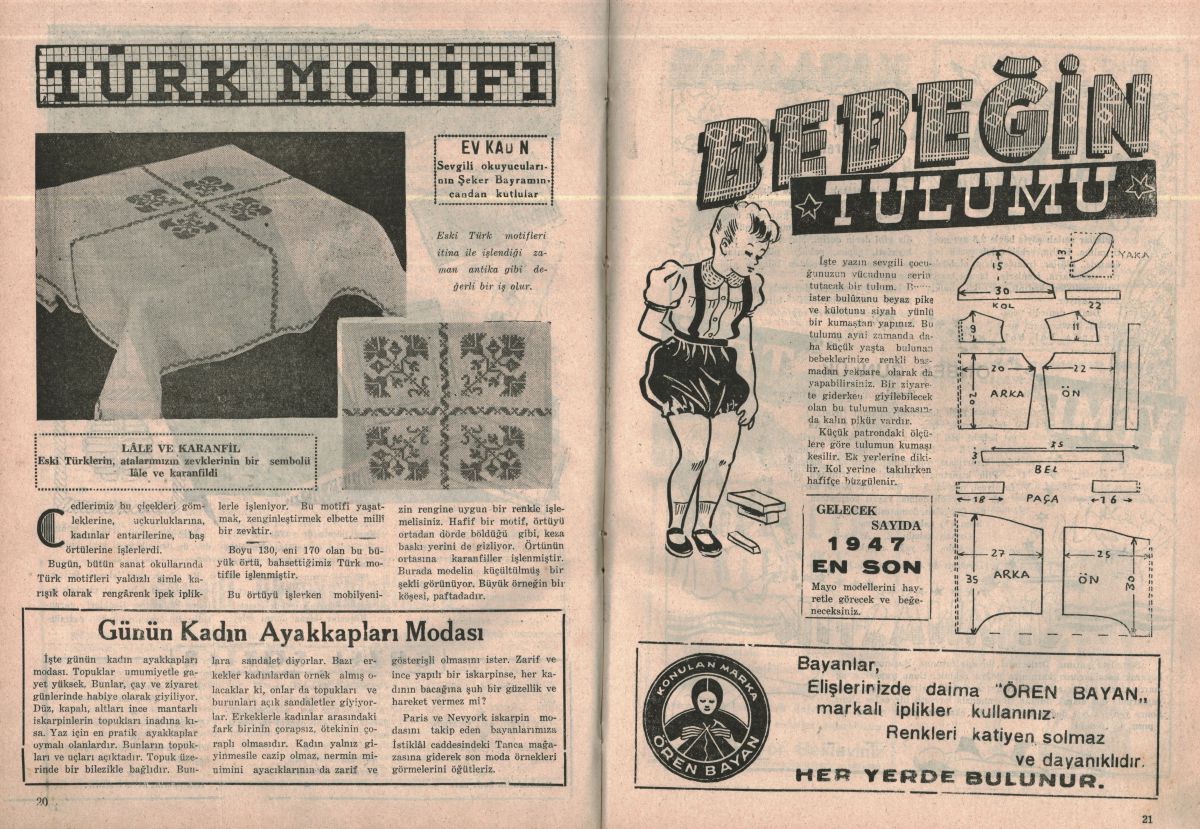 TÜRK MOTİFİ
EV KADIN
Sevgili okuyucuları-
nın Şeker Bayramın
candan kutlular
Eski Türk motifleri
itina ile işlendiği za-
man antika gibi de-
ğerli bir iş olur.
LÂLE VE KARANFİL
Eski Türklerin, atalarımızın zevklerinin bir sembolü
lâle ve karanfildi
Cedlerimiz bu çiçekleri göm-
leklerine, uçkurluklarına,
kadınlar entarilerine, baş
örtülerine işlerlerdi.
Bugün, bütün sanat okullarında
Türk motifleri yaldızlı simle ka-
rışık olarak rengârenk ipek iplik-
lerle işleniyor. Bu motifi yaşat-
mak, zenginleştirmek elbette millî
bir zevktir.
Boyu 130, eni 170 olan bu bü-
yük örtü, bahsettiğimiz Türk mo-
tifile işlenmiştir.
Bu örtüyü işlerken mobilyeni-
zin rengine uygun bir renkle işle-
melisiniz. Hafif bir motif, örtüyü
ortadan dörde böldüğü gibi, keza
baskı yerini de gizliyor. Örtünün
ortasına karanfiller işlenmiştir.
Burada modelin küçültülmüş bir
şekli görünüyor. Büyük örneğin bir
köşesi, paftadadır.
Günün Kadın Ayakkapları Modası
İşte günün kadın ayakkapları
modası. Topuklar umumiyetle ga-
yet yüksek. Bunlar, çay ve ziyaret
günlerinde habiye olarak giyiliyor.
Düz, kapalı, altları ince mantarlı
iskarpinlerin topukları inadına kı-
sa. Yaz için en pratik ayakkaplar
oymalı olanlardır. Bunların topuk-
ları ve uçları açıktadır. Topuk üze-
rinde bir bilezikle bağlıdır. Bun-
lara sandalet diyorlar. Bazı er-
kekler kadınlardan örnek almış o-
lacaklar ki, onlar da topukları ve
burunları açık sandaletler giyiyor-
lar. Erkeklerle kadınlar arasındaki
fark birinin çorapsız, ötekinin ço-
raplı olmasıdır. Kadın yalnız gi-
yinmesile cazip olmaz, nermin mi-
nimini ayacıklarının da zarif ve
gösterişli olmasını ister. Zarif ve
ince yapılı bir iskarpinse, her ka-
dının bacağına şuh bir güzellik ve
hareket vermez mi?
Paris ve Nevyork iskarpin mo-
dasını takip eden bayanlarımıza
İstiklâl caddesindeki Tanca mağa-
zasına giderek son moda örnekleri
görmelerini öğütleriz.
20
BEBEĞİN
TULUMU
İşte yazın sevgili çocu-
ğunuzun vücudunu serin
tutacak bir tulum.
ister bulüzunu beyaz pike
ve külotunu siyah yünlü
bir kumaştan yapınız. Bu
tulumu ayni zamanda da-
ha küçük yaşta bulunan
bebeklerinize renkli bas-
madan yekpare olarak da
yapabilirsiniz. Bir ziyare-
te giderken giyilebilecek
olan bu tulumun yakasın-
da kalın pikür vardır.
Küçük patrondaki ölçü-
lere göre tulumun kumaşı
kesilir. Ek yerlerine diki-
lir. Kol yerine takılırken
hafifçe büzgülenir.
GELECEK
SAYIDA
1947
EN SON
Mayo modellerini hay-
retle görecek ve beğe-
neceksiniz.
15
30
KOL
13
YAKA
22
9
11
20
ARKA
20
22
ÖN
35
3
BEL
18
PAÇA
16
27
ARKA
35
25
ÖN
30
KONULAN MARKA
ÖREN BAYAN
Bayanlar,
Elişlerinizde daima "ÖREN BAYAN„
markalı iplikler kullanınız.
Renkleri katiyen solmaz
ve dayanıklıdır.
HER YERDE BULUNUR.
21